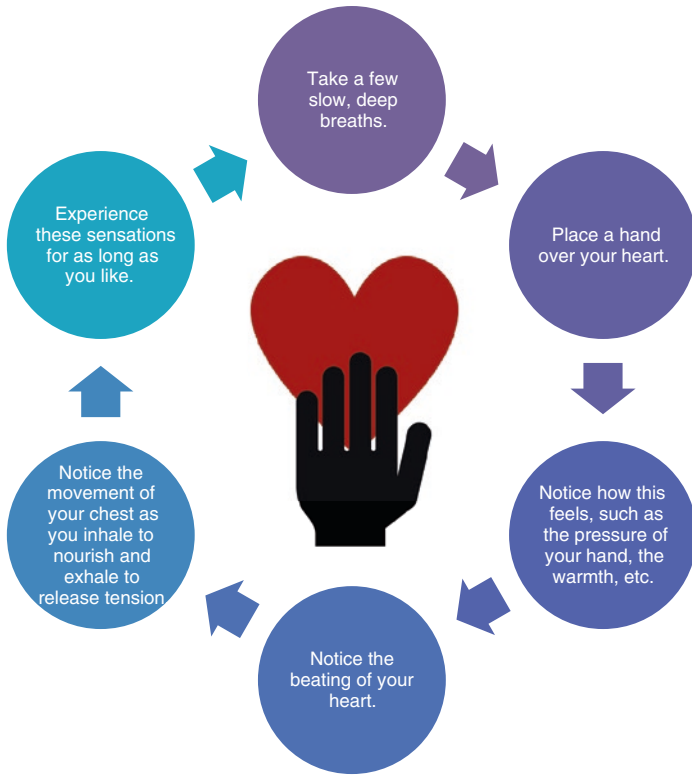 Take a few
slow, deep
breaths.
Place a hand
over your heart.
Notice how this
feels, such as
the pressure of
your hand, the
warmth, etc.
Notice the
beating of your
heart.
Notice the
movement of
your chest as
you inhale to
nourish and
exhale to
release tension
Experience
these sensations
for as long as
you like.